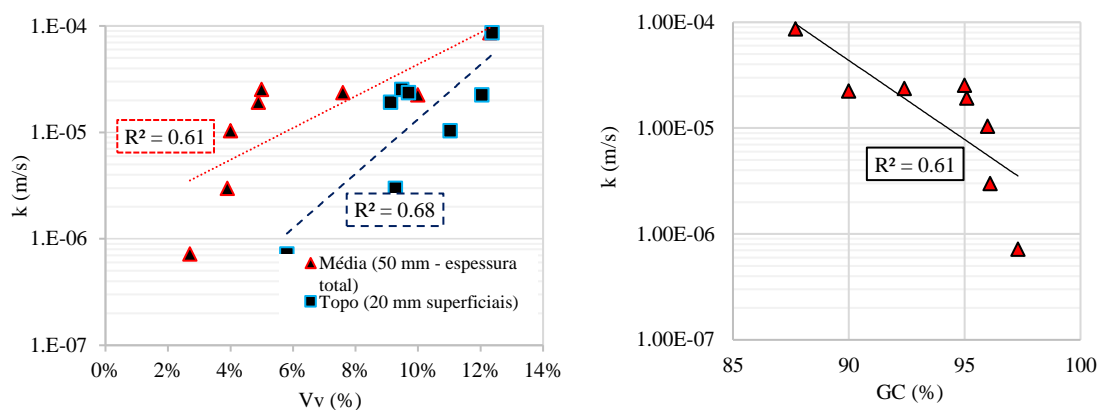 1.E-04
1.E-05
1.E-06
1.E-07
k (m/s)
0% 2% 4% 6% 8% 10% 12% 14%
Vv (%)
R² = 0.61
R² = 0.68
Média (50 mm - espessura
total)
Topo (20 mm superficiais)
1.00E-04
1.00E-05
1.00E-06
1.00E-07
k (m/s)
85 90 95 100
GC (%)
R² = 0.61